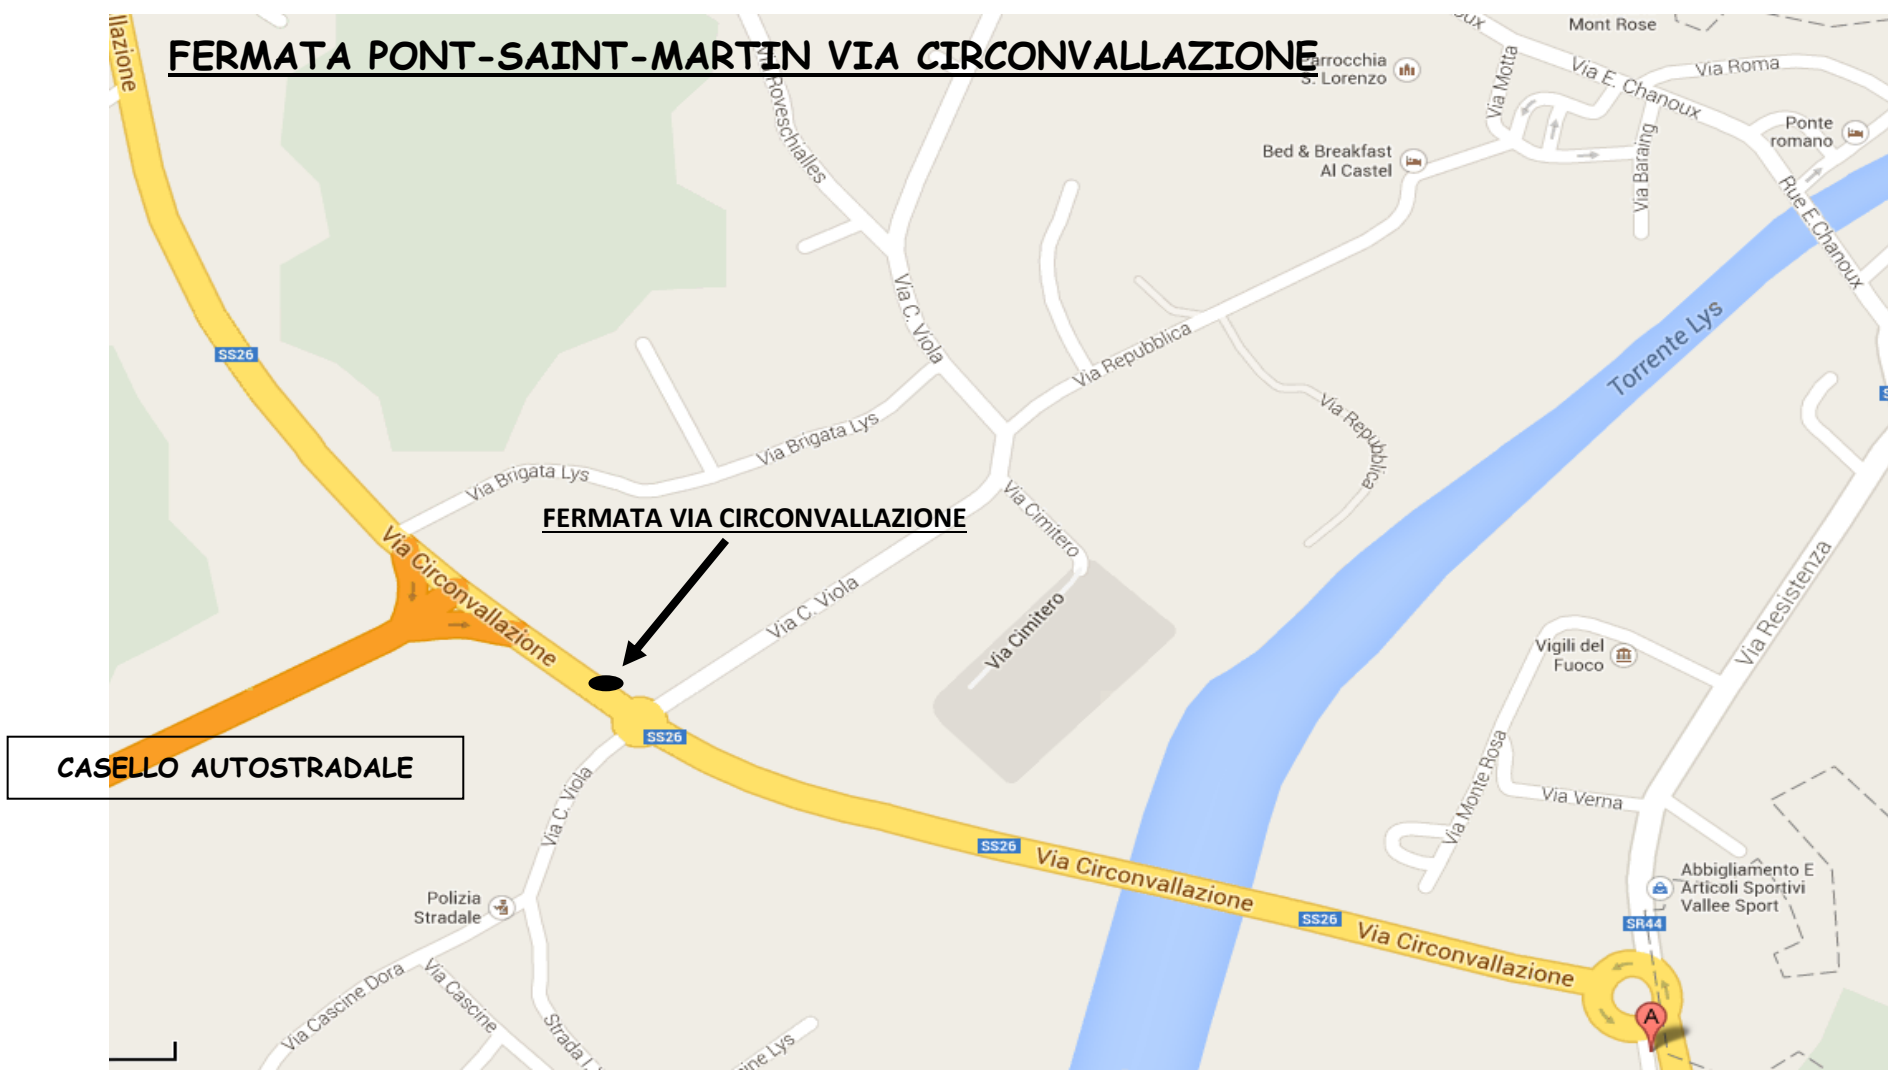 FERMATA PONT-SAINT-MARTIN VIA CIRCONVALLAZIONE
Mont Rose
Parrocchia
S. Lorenzo
Via Motta
Via E. Chanoux
Via Roma
Via Roveschialles
Ponte
romano
Bed & Breakfast
Al Castel
Via Baraing
Rue E.Chanoux
Via C. Viola
Torrente Lys
SS26
Via Repubblica
Via Repubblica
Via Brigata Lys
Via Brigata Lys
Via Cimitero
FERMATA VIA CIRCONVALLAZIONE
Via Circonvallazione
Via C. Viola
Via Cimitero
Via Resistenza
Vigili del
Fuoco
SS26
CASELLO AUTOSTRADALE
Via C. Viola
Via Monte Rosa
Via Verna
SS26
Via Circonvallazione
Abbigliamento E
Articoli Sportivi
Vallee Sport
Polizia
Stradale
SS26
SR44
Via Circonvallazione
Via Cascine Dora
Via Cascine
Strada
A